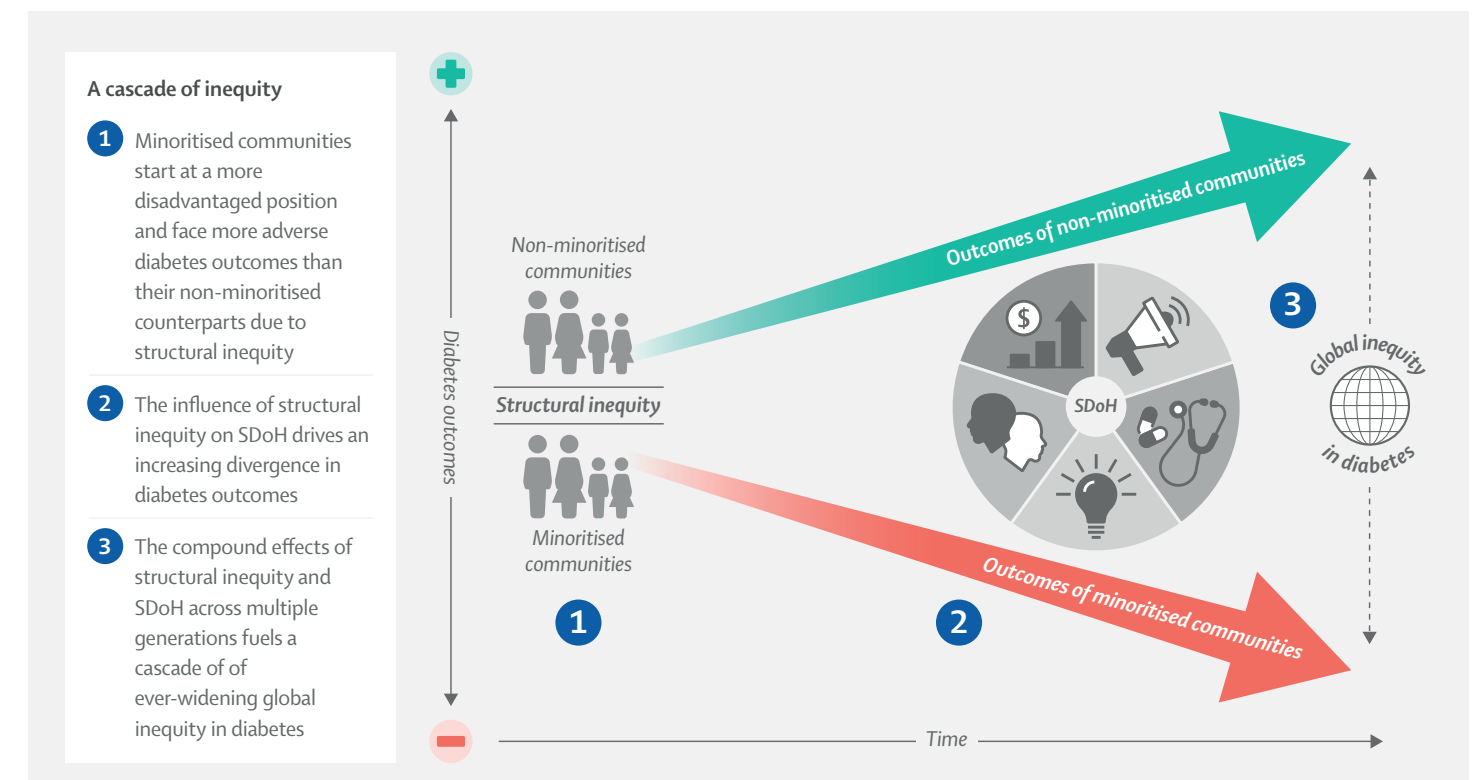 A cascade of inequity
1
Minoritised communities
start at a more
disadvantaged position
and face more adverse
diabetes outcomes than
their non-minoritised
counterparts due to
structural inequity
2
The influence of structural
inequity on SDoH drives an
increasing divergence in
diabetes outcomes
3
The compound effects of
structural inequity and
SDoH across multiple
generations fuels a
cascade of of
ever-widening global
inequity in diabetes
Diabetes outcomes
Non-minoritised
communities
Structural inequity
Minoritised
communities
1
Outcomes of non-minoritised communities
$
SDoH
Outcomes of minoritised communities
2
3
Global inequity
in diabetes
Time